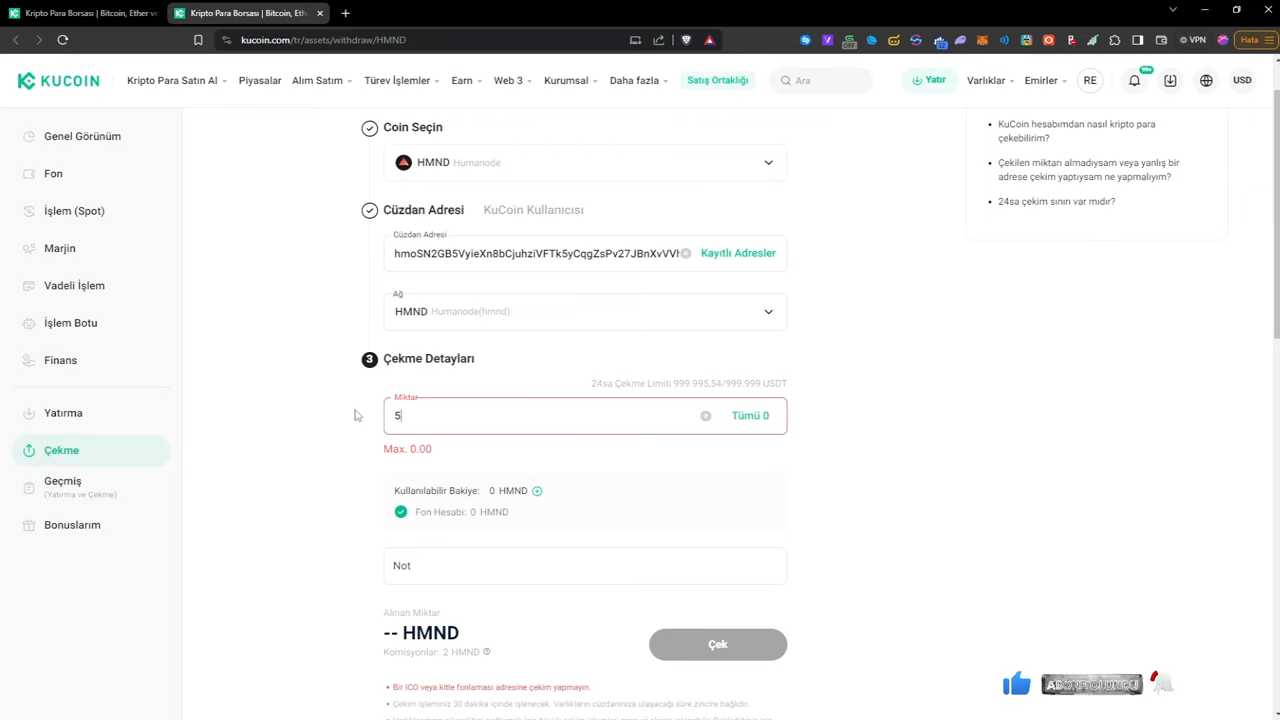 Kripto Para Borsası | Bitcoin, Ether ve
Kripto Para Borsası | Bitcoin, Ethe
kucoin.com/tr/assets/withdraw/HMND
VPN
Hata
KUCOIN
Kripto Para Satın Al
Piyasalar
Alım Satım
Türev İşlemler
Earn
Web 3
Kurumsal
Daha fazla
Satış Ortaklığı
Ara
Yatır
Varlıklar
Emirler
RE
99+
USD
Genel Görünüm
Fon
İşlem (Spot)
Marjin
Vadeli İşlem
İşlem Botu
Finans
Yatırma
Çekme
Geçmiş
(Yatırma ve Çekme)
Bonuslarım
Coin Seçin
HMND Humanode
Cüzdan Adresi KuCoin Kullanıcısı
Cüzdan Adresi
Kayıtlı Adresler
Ağ
HMND Humanode(hmnd)
3 Çekme Detayları
24sa Çekme Limiti 999.995,54/999.999 USDT
Miktar
5
Tümü 0
Max. 0.00
Kullanılabilir Bakiye: 0 HMND
Fon Hesabı: 0 HMND
Not
Alınan Miktar
-- HMND
Komisyonlar: 2 HMND
Çek
• Bir ICO veya kitle fonlaması adresine çekim yapmayın.
• Çekim işleminiz 30 dakika içinde işlenecek. Varlıkların cüzdanınıza ulaşacağı süre zincire bağlıdır.
• KuCoin hesabımdan nasıl kripto para
çekebilirim?
• Çekilen miktarı almadıysam veya yanlış bir
adrese çekim yaptıysam ne yapmalıyım?
• 24sa çekim sınırı var mıdır?